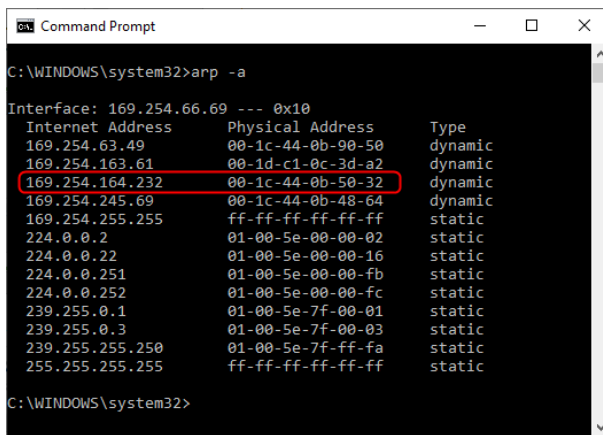 Command Prompt
C:\WINDOWS\system32>arp -a
Interface: 169.254.66.69 --- 0x10
Internet Address Physical Address Type
169.254.63.49 00-1c-44-0b-90-50 dynamic
169.254.163.61 00-1d-c1-0c-3d-a2 dynamic
169.254.164.232 00-1c-44-0c-50-32 dynamic
169.254.245.69 00-1c-44-0b-48-64 dynamic
169.254.255.255 ff-ff-ff-ff-ff-ff static
224.0.0.2 01-00-5e-00-00-02 static
224.0.0.22 01-00-5e-00-00-16 static
224.0.0.251 01-00-5e-00-00-fb static
224.0.0.252 01-00-5e-00-00-fc static
239.255.0.1 01-00-5e-7f-00-01 static
239.255.0.3 01-00-5e-7f-00-03 static
239.255.255.250 01-00-5e-7f-ff-fa static
255.255.255.255 ff-ff-ff-ff-ff-ff static
C:\WINDOWS\system32>